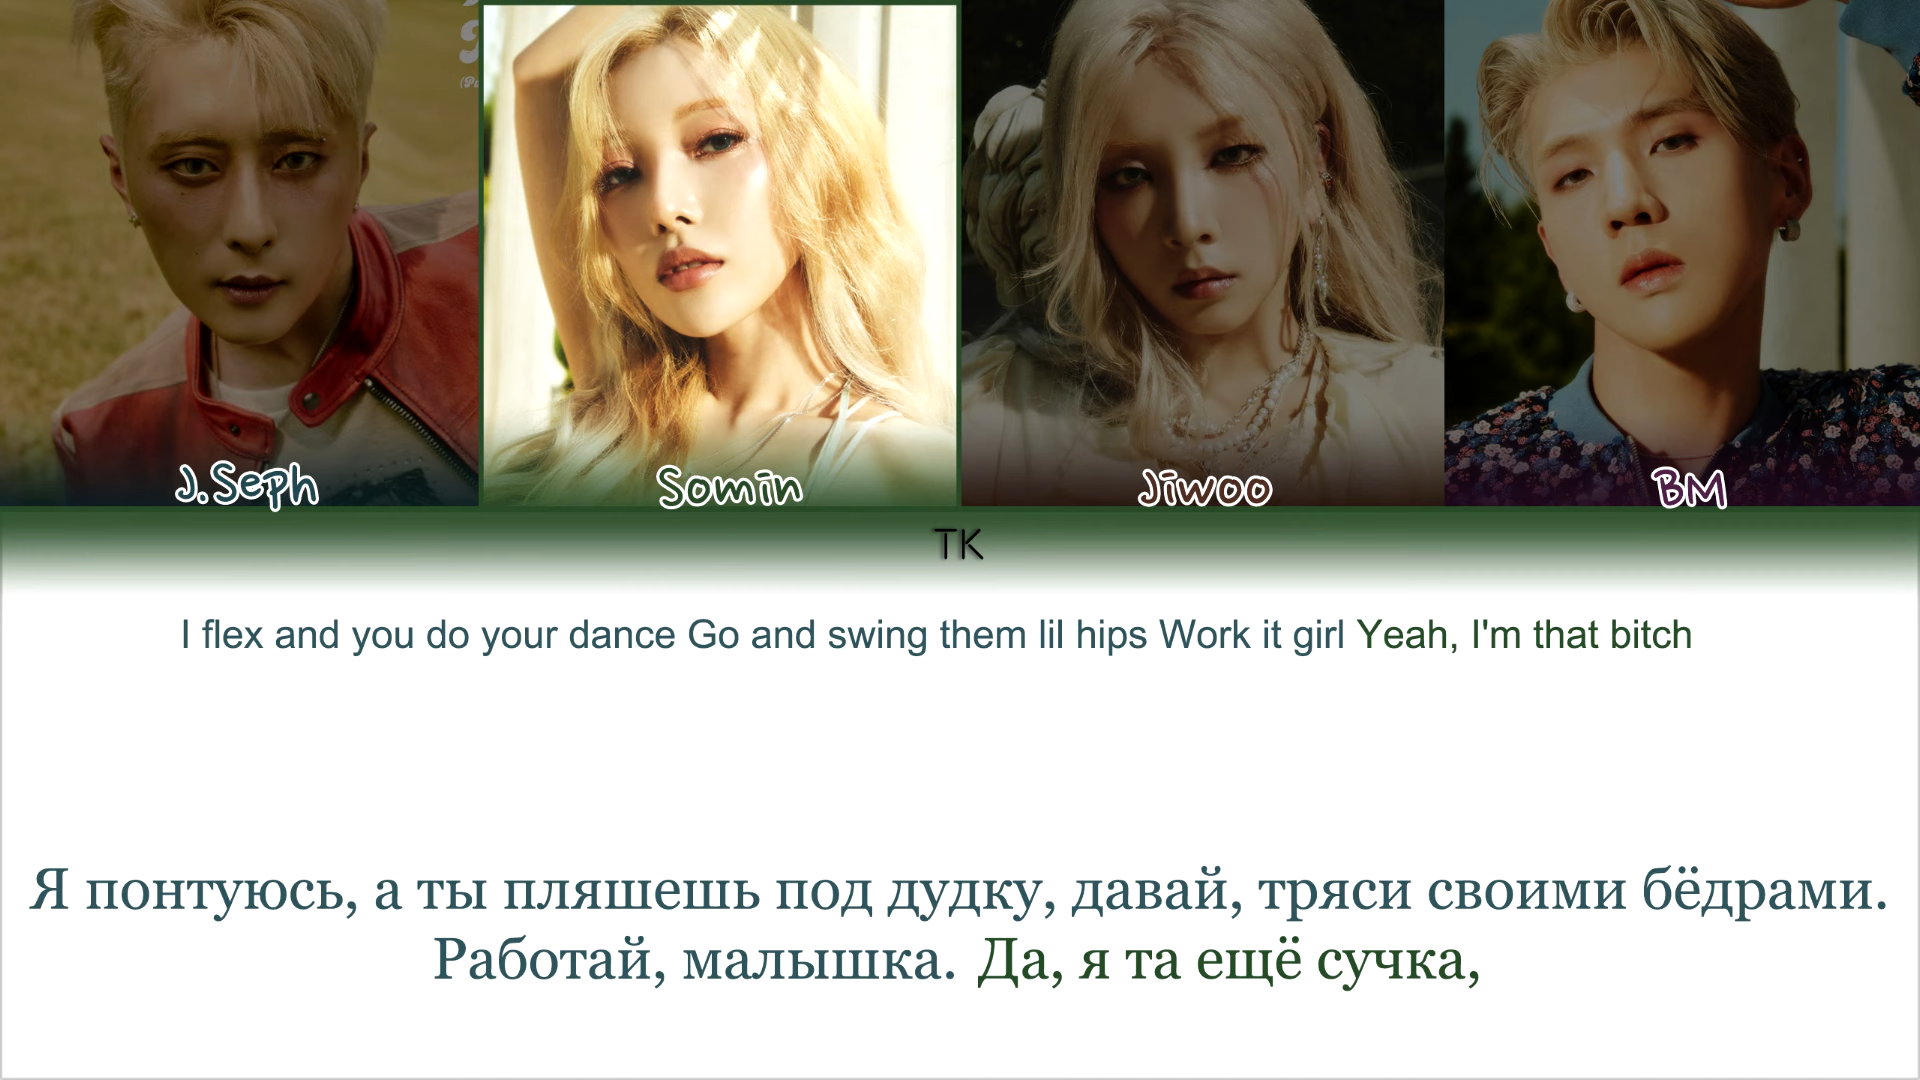 J.Seph
Somin
Jiwoo
BM
TK
I flex and you do your dance Go and swing them lil hips Work it girl Yeah, I'm that bitch
Я понтуюсь, а ты пляшешь под дудку, давай, тряси своими бёдрами.
Работай, малышка. Да, я та ещё сучка,